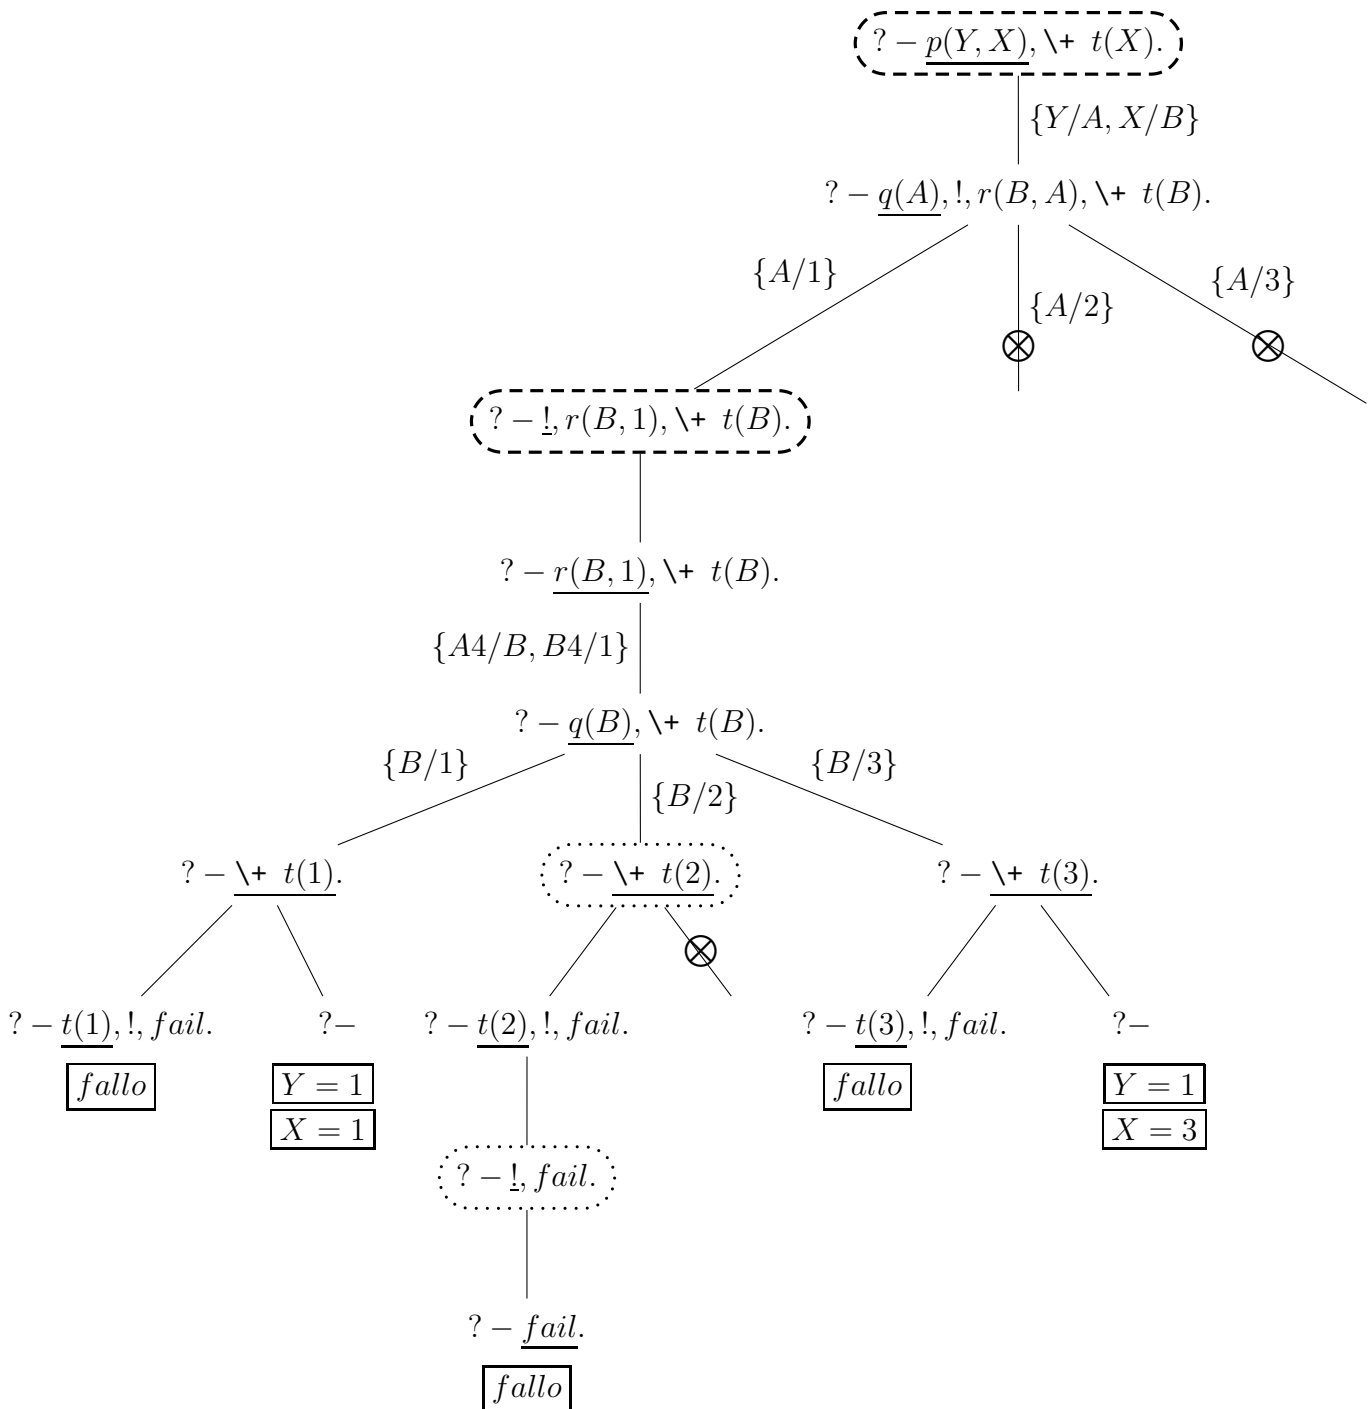 ? − p(Y, X), \+ t(X).
{Y/A, X/B}
? − q(A), !, r(B, A), \+ t(B).
{A/1}
{A/2}
{A/3}
? − !, r(B, 1), \+ t(B).
? − r(B, 1), \+ t(B).
{A4/B, B4/1}
? − q(B), \+ t(B).
{B/1}
{B/2}
{B/3}
? − \+ t(1).
? − \+ t(2).
? − \+ t(3).
? − t(1), !, fail.
?−
? − t(2), !, fail.
? − t(3), !, fail.
?−
fallo
Y = 1
fallo
Y = 1
X = 1
X = 3
? − !, fail.
? − fail.
fallo